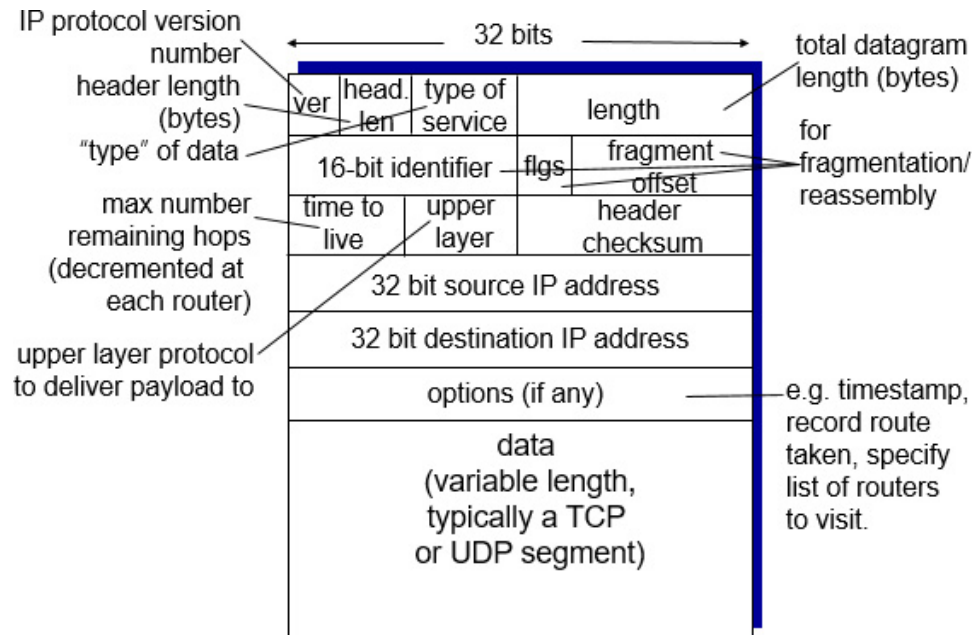 IP protocol version
number
header length
(bytes)
“type” of data
max number
remaining hops
(decremented at
each router)
upper layer protocol
to deliver payload to
32 bits
ver
head.
len
type of
service
length
16-bit identifier
flgs
fragment
offset
time to
live
upper
layer
header
checksum
32 bit source IP address
32 bit destination IP address
options (if any)
data
(variable length,
typically a TCP
or UDP segment)
total datagram
length (bytes)
for
fragmentation/
reassembly
e.g. timestamp,
record route
taken, specify
list of routers
to visit.